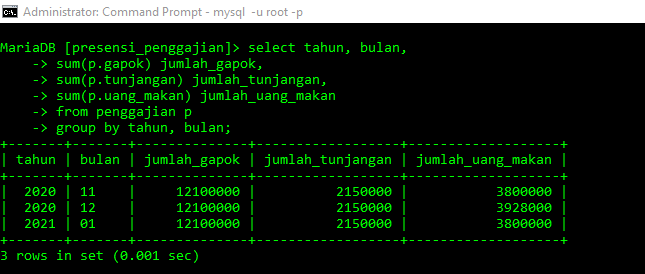 Administrator: Command Prompt - mysql -u root -p
MariaDB [presensi_penggajian]> select tahun, bulan,
    -> sum(p.gapok) jumlah_gapok,
    -> sum(p.tunjangan) jumlah_tunjangan,
    -> sum(p.uang_makan) jumlah_uang_makan
    -> from penggajian p
    -> group by tahun, bulan;
+-------+-------+--------------+------------------+-------------------+
| tahun | bulan | jumlah_gapok | jumlah_tunjangan | jumlah_uang_makan |
+-------+-------+--------------+------------------+-------------------+
|  2020 | 11    |     12100000 |          2150000 |           3800000 |
|  2020 | 12    |     12100000 |          2150000 |           3928000 |
|  2021 | 01    |     12100000 |          2150000 |           3800000 |
+-------+-------+--------------+------------------+-------------------+
3 rows in set (0.001 sec)